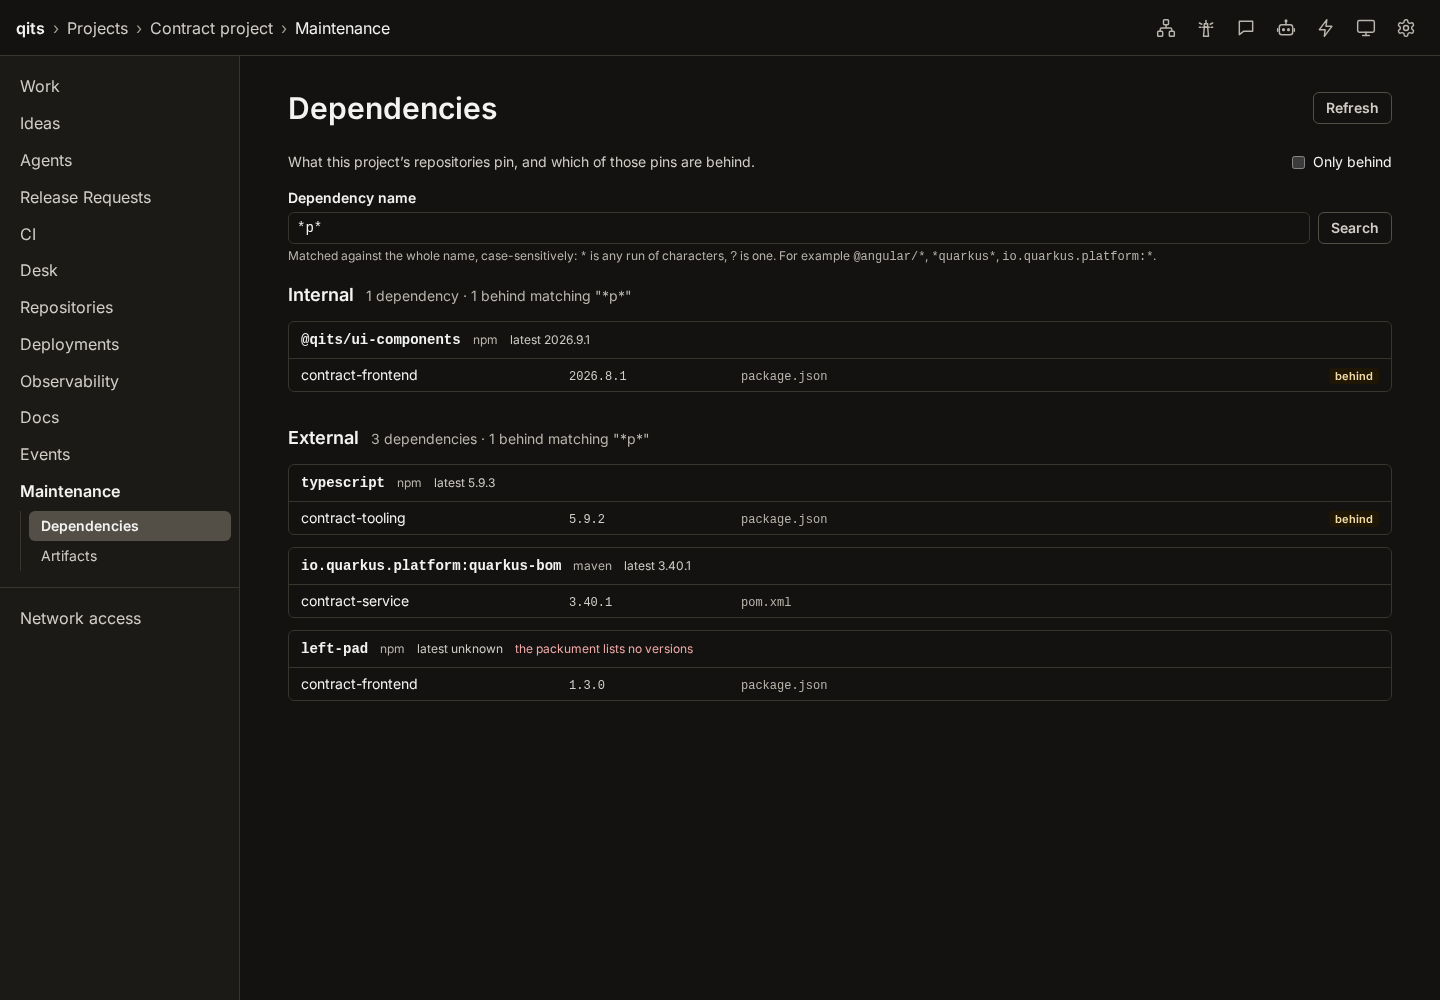 qits › Projects › Contract project › Maintenance
Work
Ideas
Agents
Release Requests
CI
Desk
Repositories
Deployments
Observability
Docs
Events
Maintenance
Dependencies
Artifacts
Network access
Dependencies
Refresh
What this project's repositories pin, and which of those pins are behind.
Only behind
Dependency name
*p*
Search
Matched against the whole name, case-sensitively: * is any run of characters, ? is one. For example @angular/*, *quarkus*, io.quarkus.platform:*.
Internal 1 dependency · 1 behind matching "*p*"
@qits/ui-components npm latest 2026.9.1
contract-frontend 2026.8.1 package.json behind
External 3 dependencies · 1 behind matching "*p*"
typescript npm latest 5.9.3
contract-tooling 5.9.2 package.json behind
io.quarkus.platform:quarkus-bom maven latest 3.40.1
contract-service 3.40.1 pom.xml
left-pad npm latest unknown the packument lists no versions
contract-frontend 1.3.0 package.json